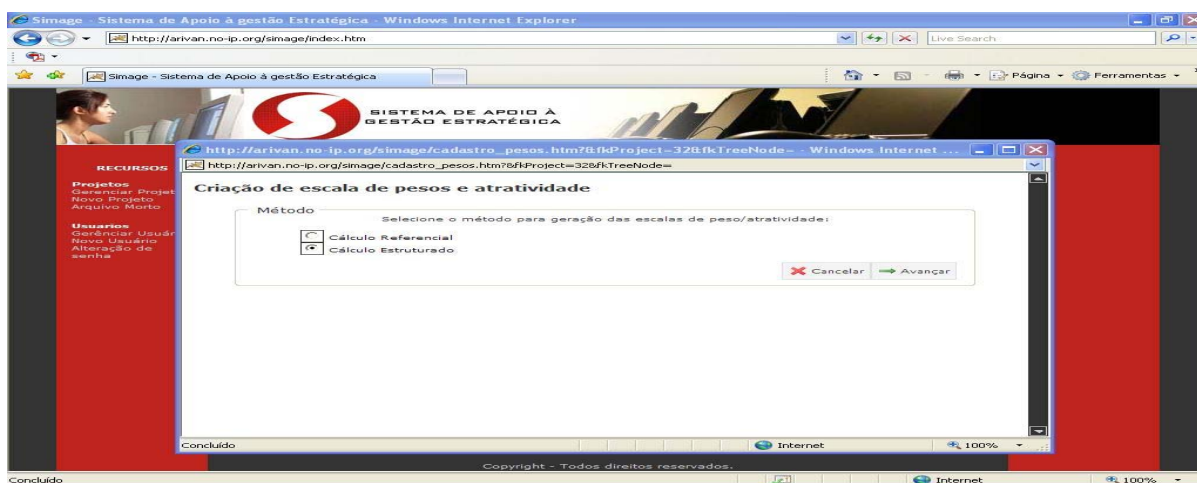 Simage - Sistema de Apoio à gestão Estratégica - Windows Internet Explorer
http://arivan.no-ip.org/simage/index.htm
Live Search
Simage - Sistema de Apoio à gestão Estratégica
Página
Ferramentas
SISTEMA DE APOIO À
GESTÃO ESTRATÉGICA
http://arivan.no-ip.org/simage/cadastro_pesos.htm?&fkProject=32&fkTreeNode= - Windows Internet ...
http://arivan.no-ip.org/simage/cadastro_pesos.htm?&fkProject=32&fkTreeNode=
RECURSOS
Projetos
Gerenciar Projet
Novo Projeto
Arquivo Morto
Usuarios
Gerênciar Usuár
Novo Usuário
Alteração de
senha
Criação de escala de pesos e atratividade
Método
Selecione o método para geração das escalas de peso/atratividade:
Cálculo Referencial
Cálculo Estruturado
Cancelar
Avançar
Concluído
Internet
100%
Copyright - Todos direitos reservados.
Concluído
Internet
100%